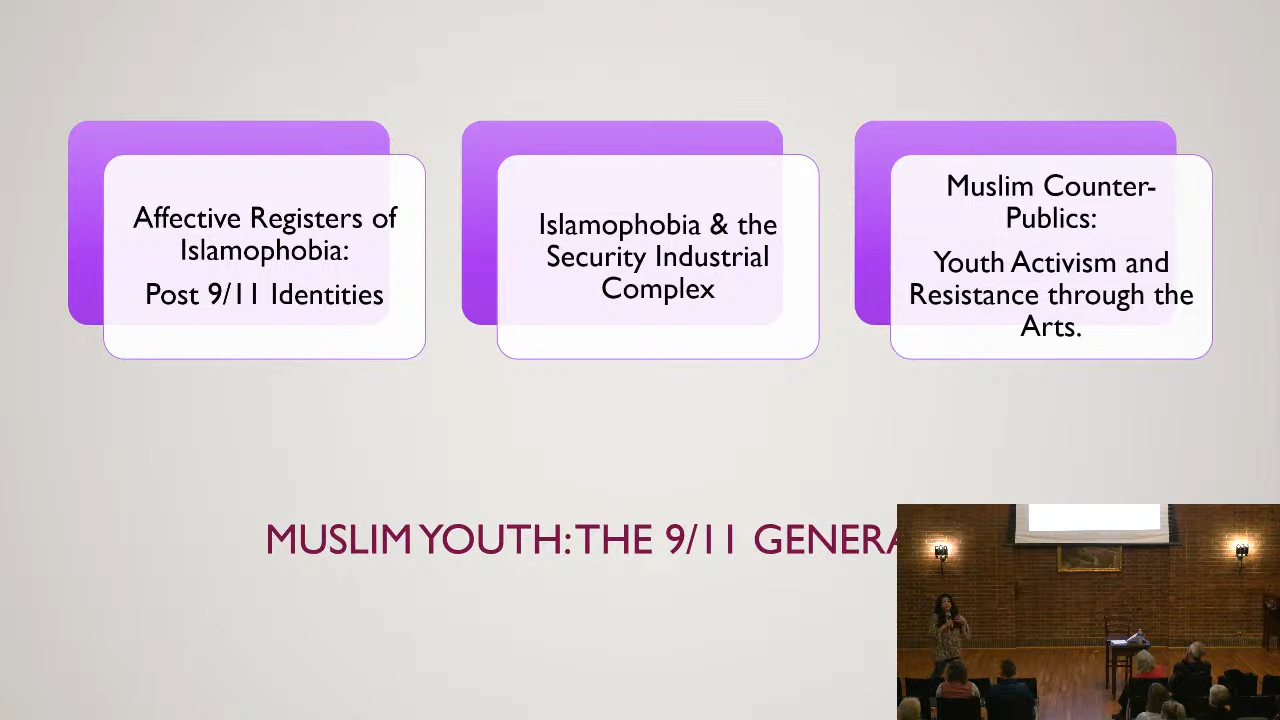 Affective Registers of
Islamophobia:
Post 9/11 Identities
Islamophobia & the
Security Industrial
Complex
Muslim Counter-
Publics:
Youth Activism and
Resistance through the
Arts.
MUSLIM YOUTH: THE 9/11 GENERA